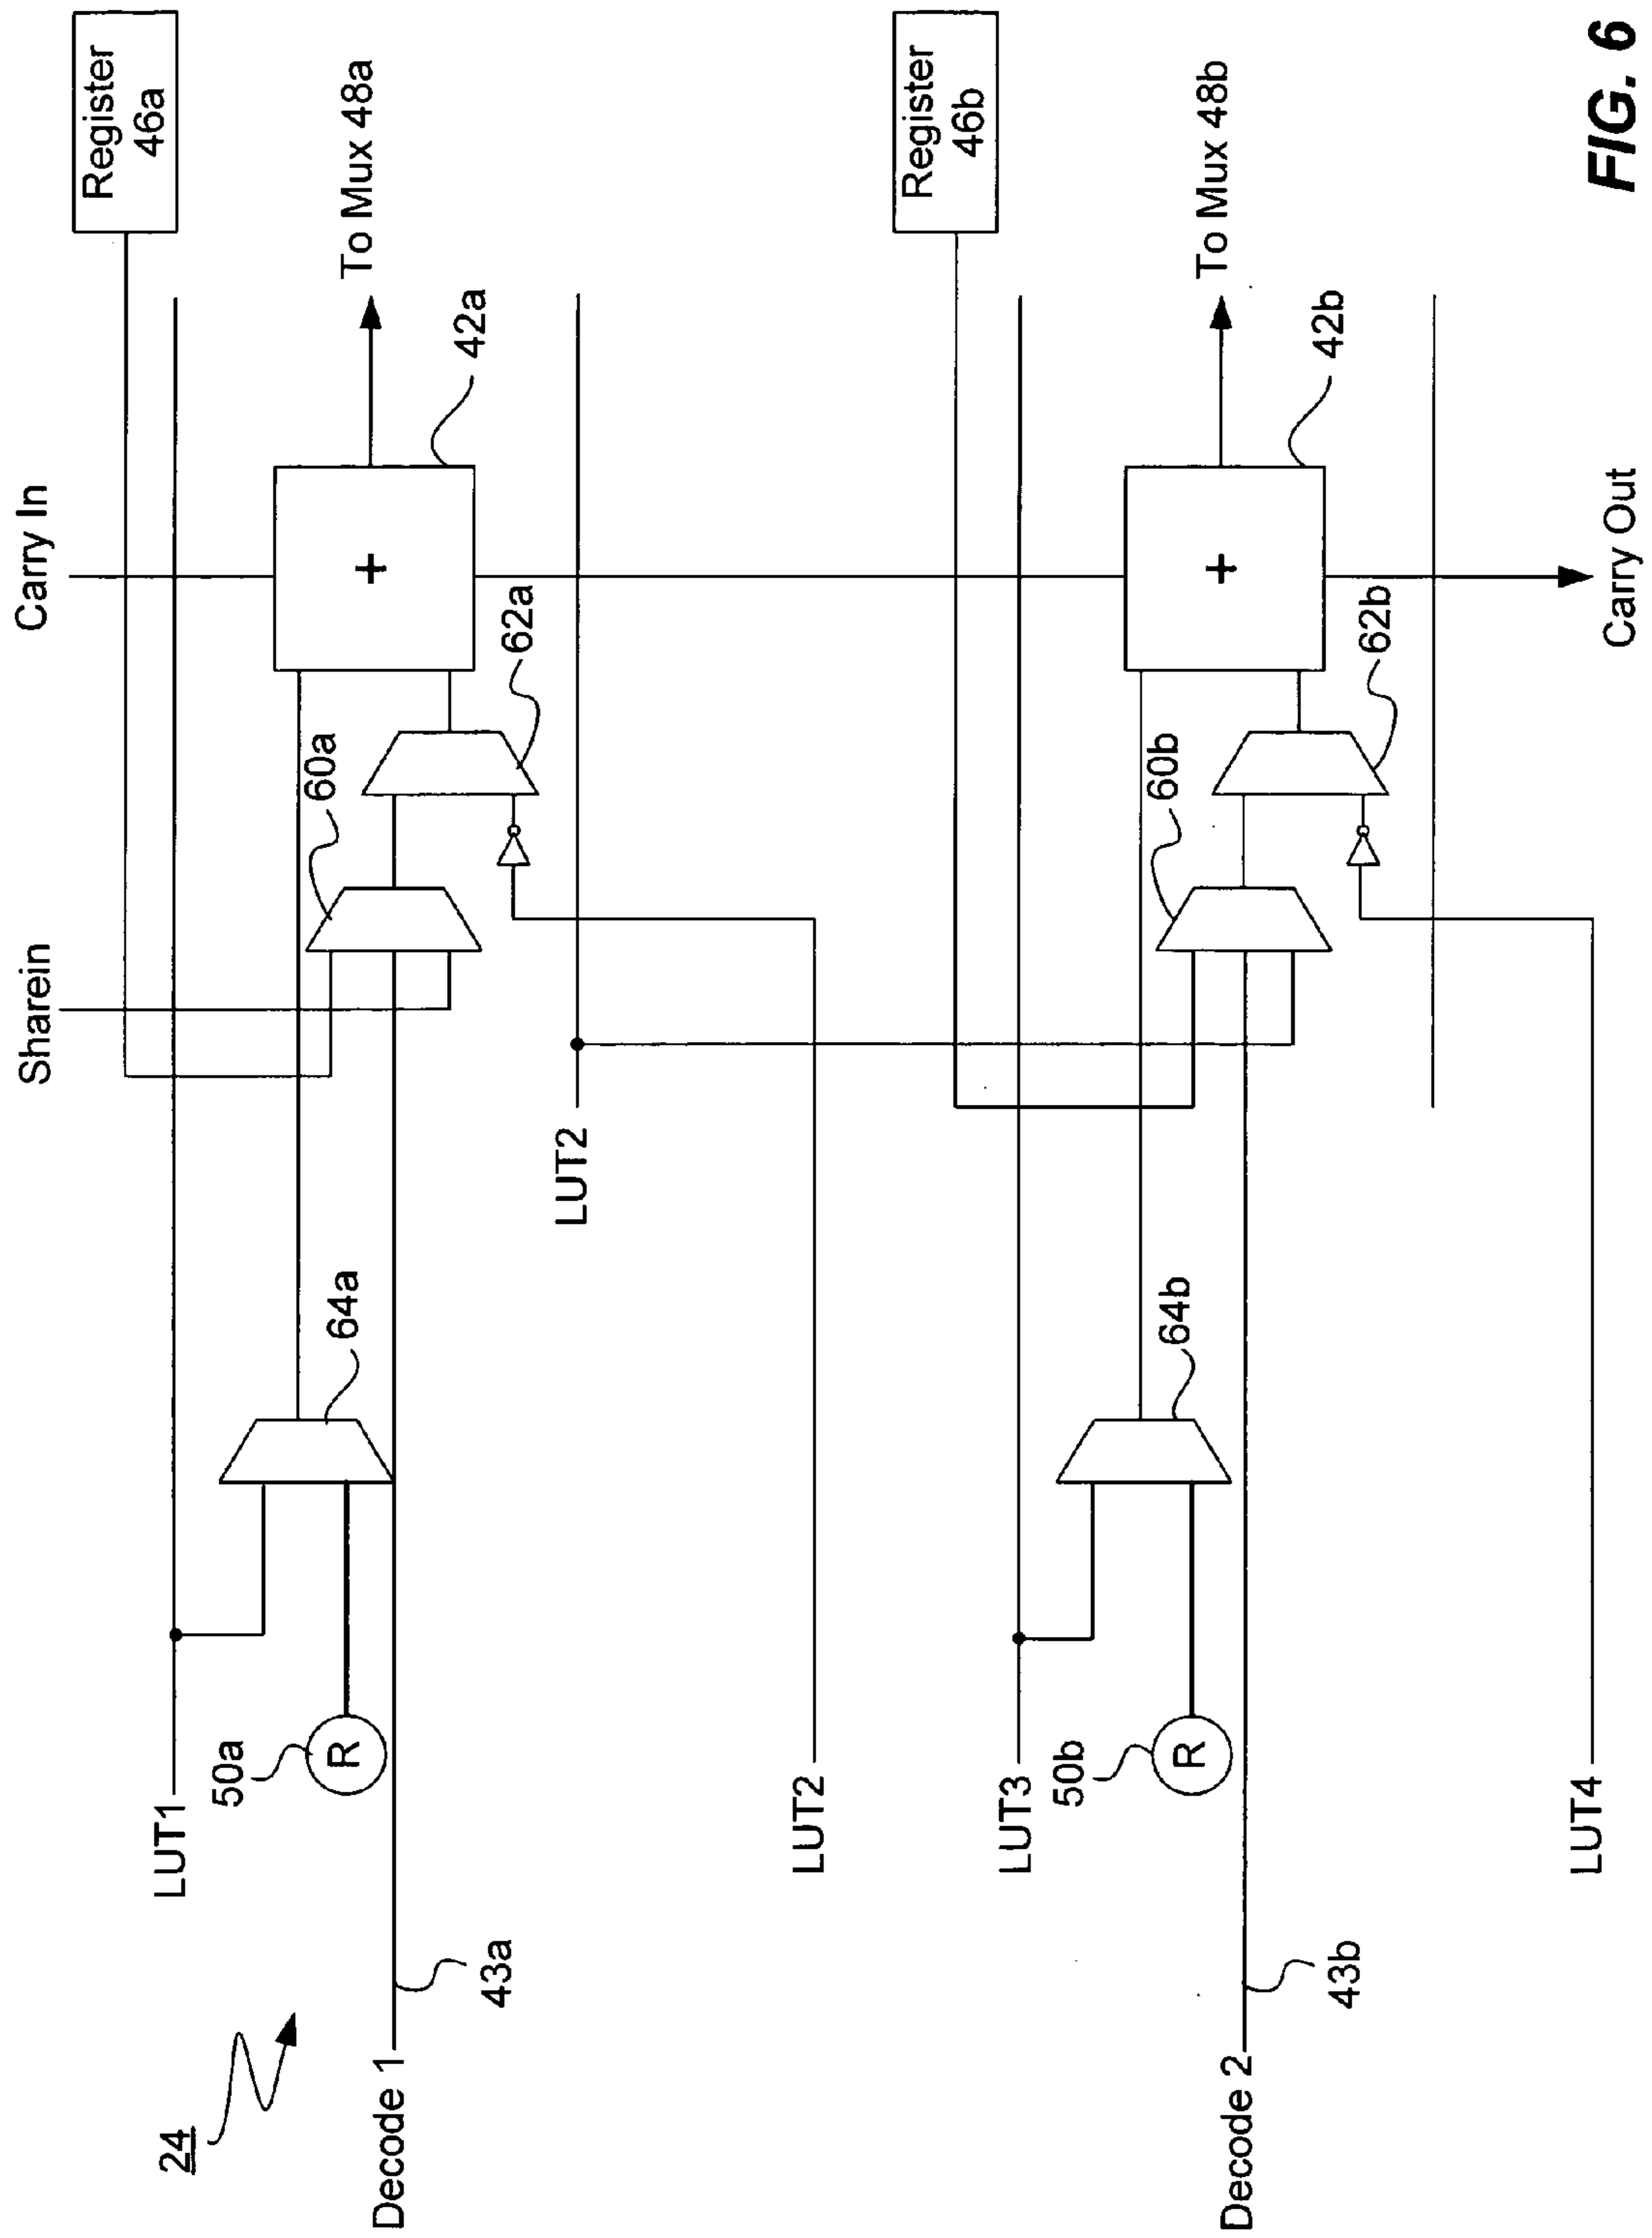 Sharein
Carry In
Register
46a
LUT1
60a
To Mux 48a
50a
R
64a
62a
42a
+
24
Decode 1
43a
LUT2
LUT2
Register
46b
LUT3
60b
To Mux 48b
50b
R
64b
62b
42b
+
Decode 2
43b
LUT4
Carry Out
FIG. 6